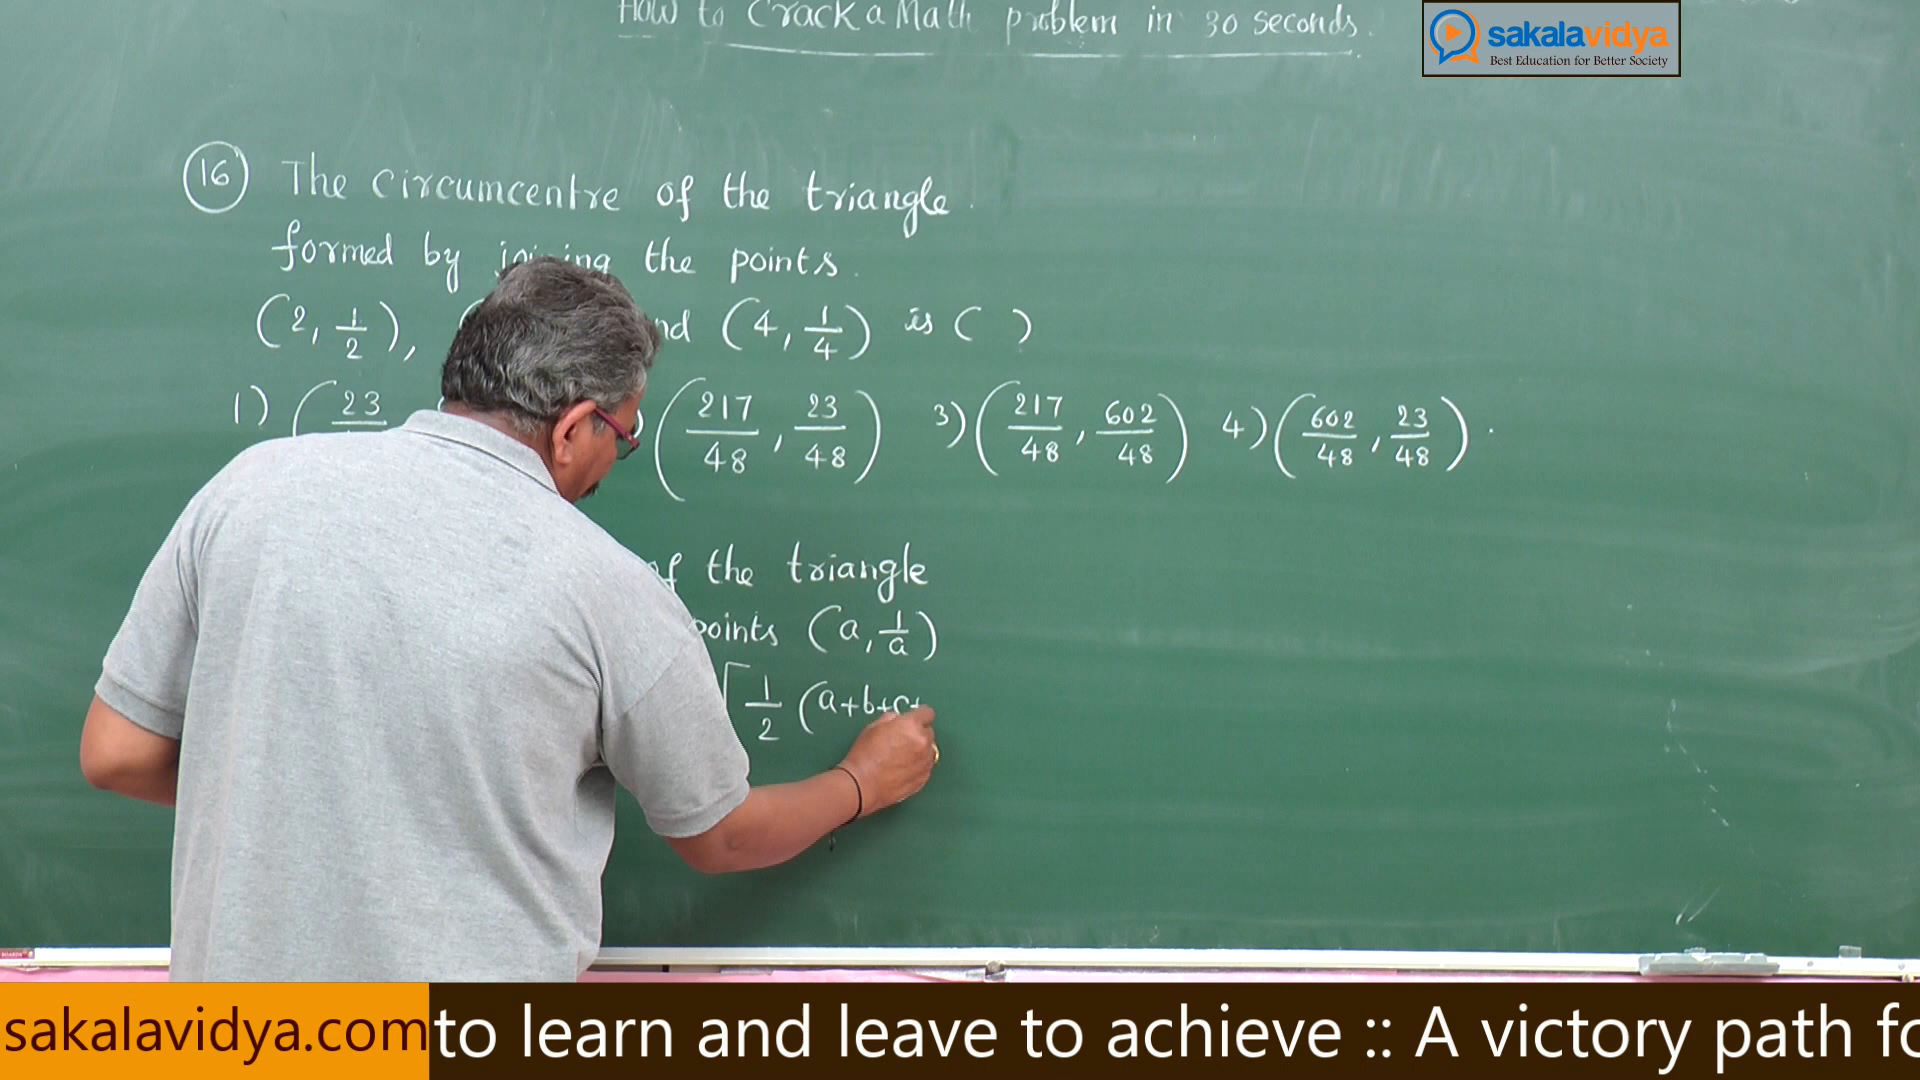 How to Crack a Math problem in 30 seconds.
sakalavidya
Best Education for Better Society
16 The circumcentre of the triangle
formed by joining the points.
(2, 1/2), ( nd (4, 1/4) is ( )
1) ( 23 ) ( 217/48 , 23/48 ) 3) ( 217/48 , 602/48 ) 4) ( 602/48 , 23/48 ) .
of the triangle
points (a, 1/a)
[ 1/2 (a+b+c+
sakalavidya.com to learn and leave to achieve :: A victory path fo